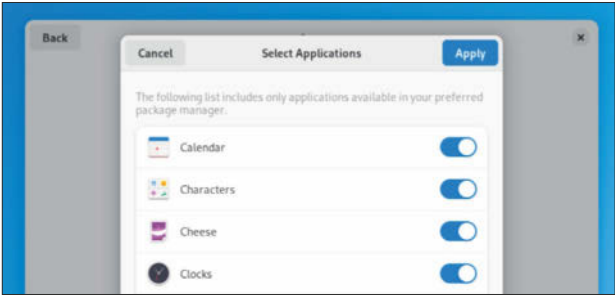 Back
Cancel Select Applications Apply
The following list includes only applications available in your preferred
package manager.
Calendar
Characters
Cheese
Clocks